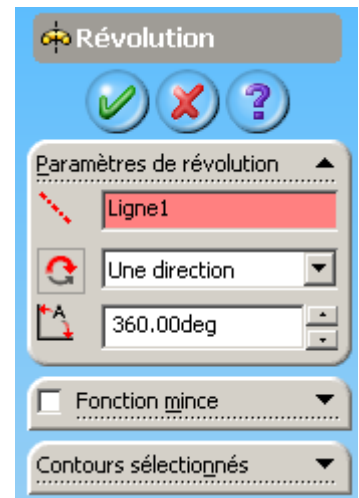 Révolution
?
Paramètres de révolution
Ligne1
Une direction
A
360.00deg
Fonction mince
Contours sélectionnés